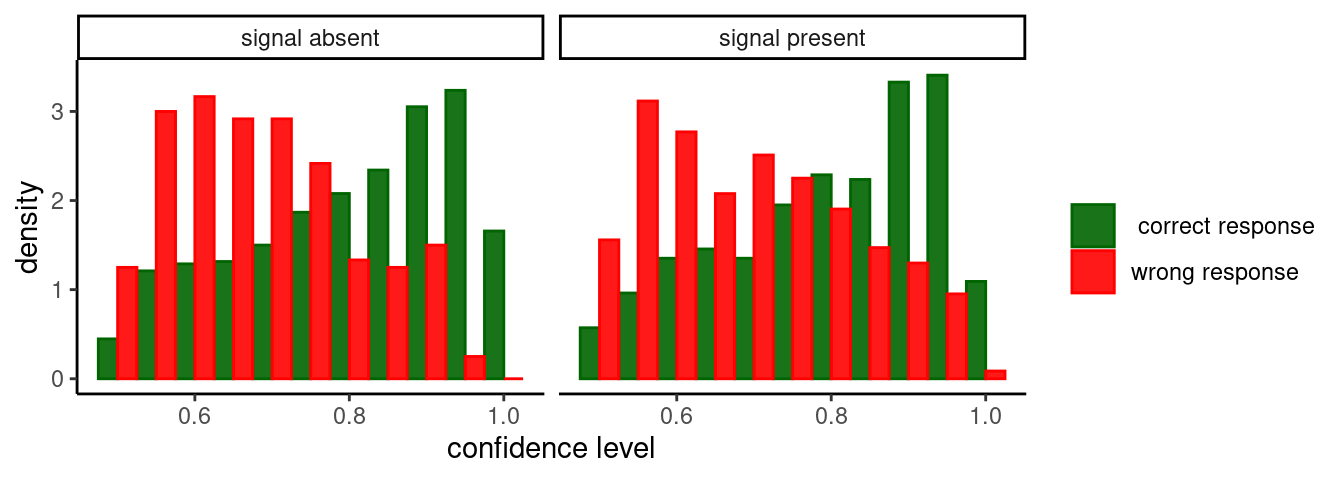 signal absent
signal present
3
2
1
0
density
0.6
0.8
1.0
0.6
0.8
1.0
confidence level
correct response
wrong response